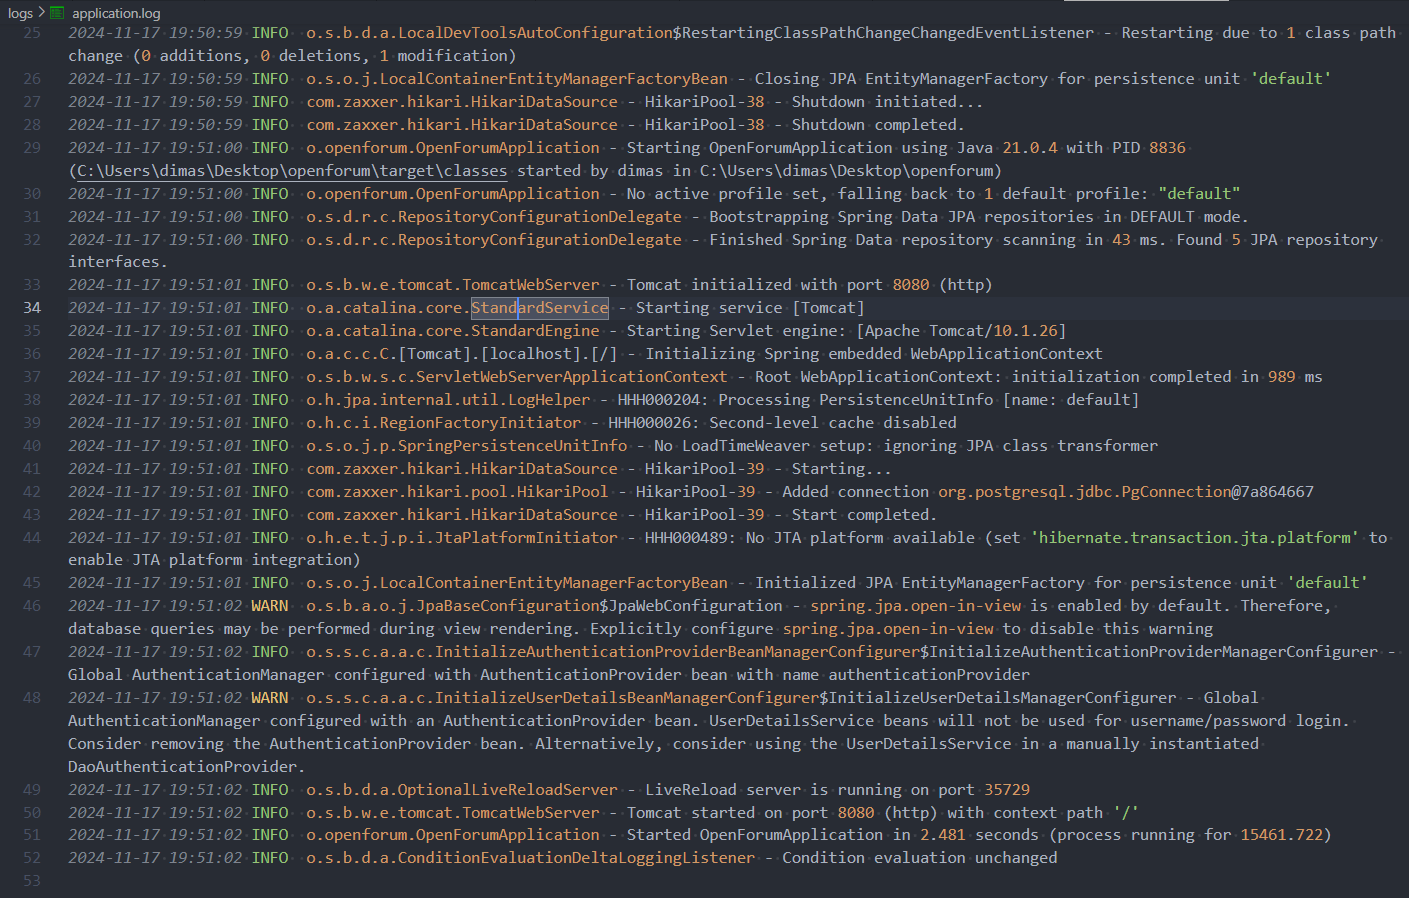 logs > application.log
25 2024-11-17 19:50:59 INFO  o.s.b.d.a.LocalDevToolsAutoConfiguration$RestartingClassPathChangeChangedEventListener - Restarting due to 1 class path
change (0 additions, 0 deletions, 1 modification)
26 2024-11-17 19:50:59 INFO  o.s.o.j.LocalContainerEntityManagerFactoryBean - Closing JPA EntityManagerFactory for persistence unit 'default'
27 2024-11-17 19:50:59 INFO  com.zaxxer.hikari.HikariDataSource - HikariPool-38 - Shutdown initiated...
28 2024-11-17 19:50:59 INFO  com.zaxxer.hikari.HikariDataSource - HikariPool-38 - Shutdown completed.
29 2024-11-17 19:51:00 INFO  o.openforum.OpenForumApplication - Starting OpenForumApplication using Java 21.0.4 with PID 8836
(C:\Users\dimas\Desktop\openforum\target\classes started by dimas in C:\Users\dimas\Desktop\openforum)
30 2024-11-17 19:51:00 INFO  o.openforum.OpenForumApplication - No active profile set, falling back to 1 default profile: "default"
31 2024-11-17 19:51:00 INFO  o.s.d.r.c.RepositoryConfigurationDelegate - Bootstrapping Spring Data JPA repositories in DEFAULT mode.
32 2024-11-17 19:51:00 INFO  o.s.d.r.c.RepositoryConfigurationDelegate - Finished Spring Data repository scanning in 43 ms. Found 5 JPA repository
interfaces.
33 2024-11-17 19:51:01 INFO  o.s.b.w.e.tomcat.TomcatWebServer - Tomcat initialized with port 8080 (http)
34 2024-11-17 19:51:01 INFO  o.a.catalina.core.StandardService - Starting service [Tomcat]
35 2024-11-17 19:51:01 INFO  o.a.catalina.core.StandardEngine - Starting Servlet engine: [Apache Tomcat/10.1.26]
36 2024-11-17 19:51:01 INFO  o.a.c.c.C.[Tomcat].[localhost].[/] - Initializing Spring embedded WebApplicationContext
37 2024-11-17 19:51:01 INFO  o.s.b.w.s.c.ServletWebServerApplicationContext - Root WebApplicationContext: initialization completed in 989 ms
38 2024-11-17 19:51:01 INFO  o.h.jpa.internal.util.LogHelper - HHH000204: Processing PersistenceUnitInfo [name: default]
39 2024-11-17 19:51:01 INFO  o.h.c.i.RegionFactoryInitiator - HHH000026: Second-level cache disabled
40 2024-11-17 19:51:01 INFO  o.s.o.j.p.SpringPersistenceUnitInfo - No LoadTimeWeaver setup: ignoring JPA class transformer
41 2024-11-17 19:51:01 INFO  com.zaxxer.hikari.HikariDataSource - HikariPool-39 - Starting...
42 2024-11-17 19:51:01 INFO  com.zaxxer.hikari.pool.HikariPool - HikariPool-39 - Added connection org.postgresql.jdbc.PgConnection@7a864667
43 2024-11-17 19:51:01 INFO  com.zaxxer.hikari.HikariDataSource - HikariPool-39 - Start completed.
44 2024-11-17 19:51:01 INFO  o.h.e.t.j.p.i.JtaPlatformInitiator - HHH000489: No JTA platform available (set 'hibernate.transaction.jta.platform' to
enable JTA platform integration)
45 2024-11-17 19:51:01 INFO  o.s.o.j.LocalContainerEntityManagerFactoryBean - Initialized JPA EntityManagerFactory for persistence unit 'default'
46 2024-11-17 19:51:02 WARN  o.s.b.a.o.j.JpaBaseConfiguration$JpaWebConfiguration - spring.jpa.open-in-view is enabled by default. Therefore,
database queries may be performed during view rendering. Explicitly configure spring.jpa.open-in-view to disable this warning
47 2024-11-17 19:51:02 INFO  o.s.s.c.a.a.c.InitializeAuthenticationProviderBeanManagerConfigurer$InitializeAuthenticationProviderManagerConfigurer -
Global AuthenticationManager configured with AuthenticationProvider bean with name authenticationProvider
48 2024-11-17 19:51:02 WARN  o.s.s.c.a.a.c.InitializeUserDetailsBeanManagerConfigurer$InitializeUserDetailsManagerConfigurer - Global
AuthenticationManager configured with an AuthenticationProvider bean. UserDetailsService beans will not be used for username/password login.
Consider removing the AuthenticationProvider bean. Alternatively, consider using the UserDetailsService in a manually instantiated
DaoAuthenticationProvider.
49 2024-11-17 19:51:02 INFO  o.s.b.d.a.OptionalLiveReloadServer - LiveReload server is running on port 35729
50 2024-11-17 19:51:02 INFO  o.s.b.w.e.tomcat.TomcatWebServer - Tomcat started on port 8080 (http) with context path '/'
51 2024-11-17 19:51:02 INFO  o.openforum.OpenForumApplication - Started OpenForumApplication in 2.481 seconds (process running for 15461.722)
52 2024-11-17 19:51:02 INFO  o.s.b.d.a.ConditionEvaluationDeltaLoggingListener - Condition evaluation unchanged
53